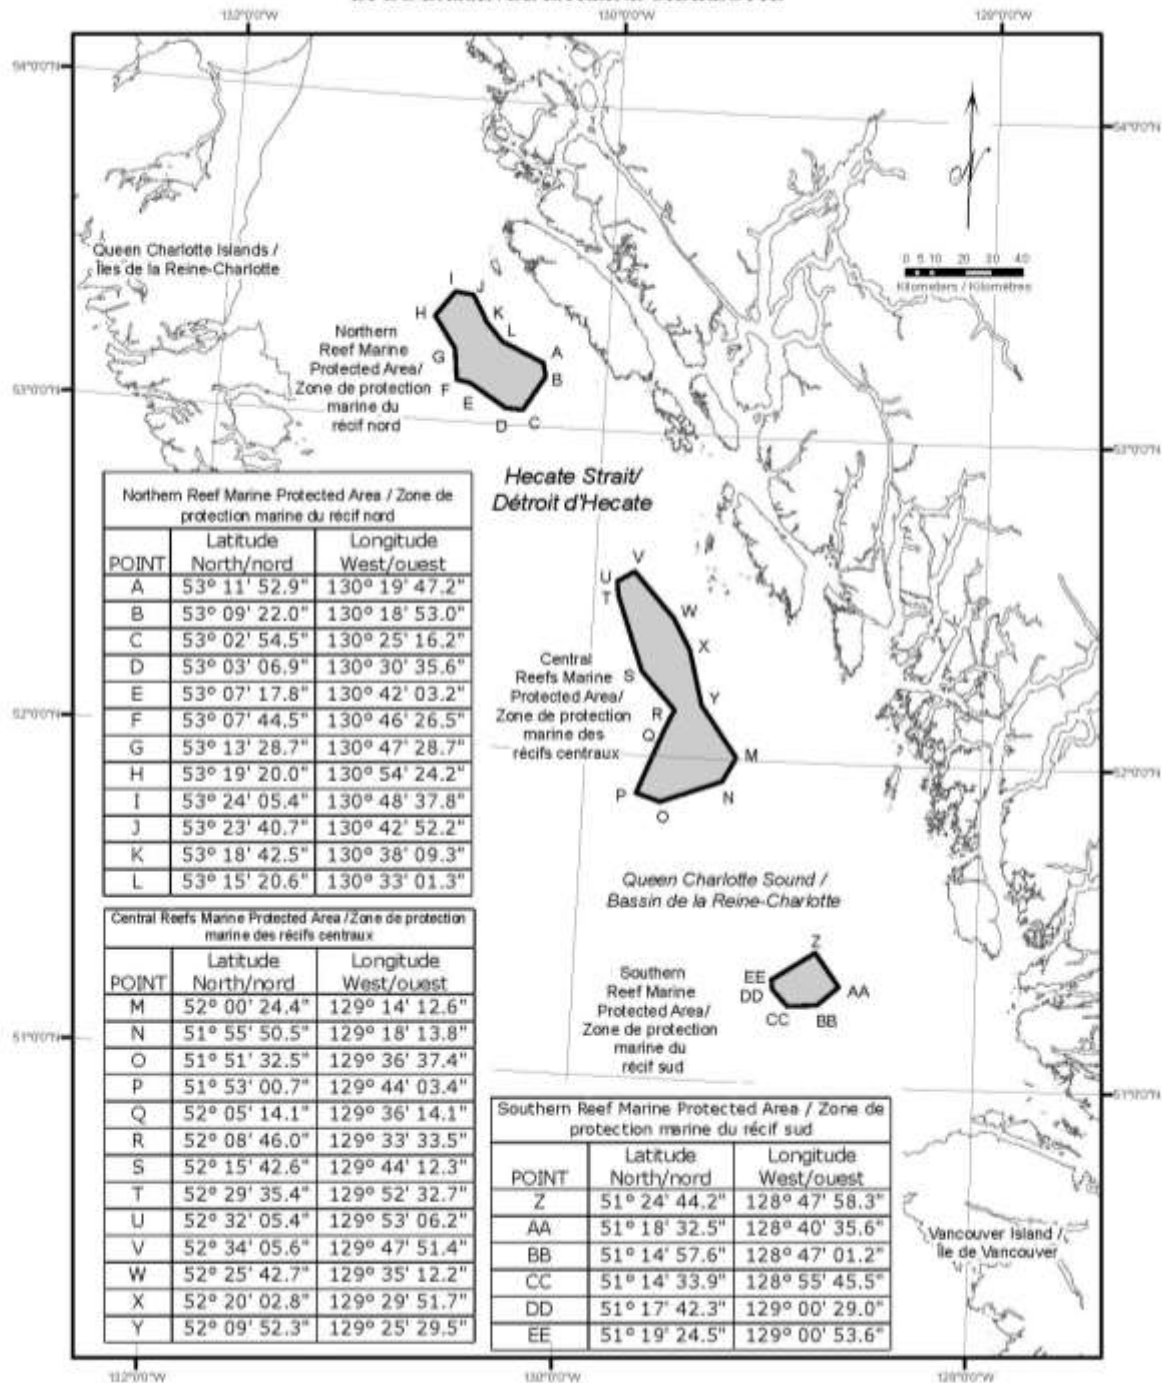 132°0'0"W
130°0'0"W
128°0'0"W
54°0'0"N
54°0'0"N
Queen Charlotte Islands /
Îles de la Reine-Charlotte
0 5 10 20 30 40
Kilometers / Kilomètres
I
J
H
K
L
Northern
Reef Marine
Protected Area/
Zone de protection
marine du
récif nord
G
A
B
F
E
D
C
53°0'0"N
53°0'0"N
Hecate Strait/
Détroit d'Hecate
Northern Reef Marine Protected Area / Zone de
protection marine du récif nord
POINT Latitude North/nord Longitude West/ouest
A 53° 11' 52.9" 130° 19' 47.2"
B 53° 09' 22.0" 130° 18' 53.0"
C 53° 02' 54.5" 130° 25' 16.2"
D 53° 03' 06.9" 130° 30' 35.6"
E 53° 07' 17.8" 130° 42' 03.2"
F 53° 07' 44.5" 130° 46' 26.5"
G 53° 13' 28.7" 130° 47' 28.7"
H 53° 19' 20.0" 130° 54' 24.2"
I 53° 24' 05.4" 130° 48' 37.8"
J 53° 23' 40.7" 130° 42' 52.2"
K 53° 18' 42.5" 130° 38' 09.3"
L 53° 15' 20.6" 130° 33' 01.3"
V
U
T
W
X
Central
Reefs Marine
Protected Area/
Zone de protection
marine des
récifs centraux
S
Y
R
Q
M
P
N
O
52°0'0"N
52°0'0"N
Queen Charlotte Sound /
Bassin de la Reine-Charlotte
Central Reefs Marine Protected Area / Zone de protection
marine des récifs centraux
POINT Latitude North/nord Longitude West/ouest
M 52° 00' 24.4" 129° 14' 12.6"
N 51° 55' 50.5" 129° 18' 13.8"
O 51° 51' 32.5" 129° 36' 37.4"
P 51° 53' 00.7" 129° 44' 03.4"
Q 52° 05' 14.1" 129° 36' 14.1"
R 52° 08' 46.0" 129° 33' 33.5"
S 52° 15' 42.6" 129° 44' 12.3"
T 52° 29' 35.4" 129° 52' 32.7"
U 52° 32' 05.4" 129° 53' 06.2"
V 52° 34' 05.6" 129° 47' 51.4"
W 52° 25' 42.7" 129° 35' 12.2"
X 52° 20' 02.8" 129° 29' 51.7"
Y 52° 09' 52.3" 129° 25' 29.5"
Z
EE
DD
AA
CC
BB
Southern
Reef Marine
Protected Area/
Zone de protection
marine du
récif sud
51°0'0"N
51°0'0"N
Southern Reef Marine Protected Area / Zone de
protection marine du récif sud
POINT Latitude North/nord Longitude West/ouest
Z 51° 24' 44.2" 128° 47' 58.3"
AA 51° 18' 32.5" 128° 40' 35.6"
BB 51° 14' 57.6" 128° 47' 01.2"
CC 51° 14' 33.9" 128° 55' 45.5"
DD 51° 17' 42.3" 129° 00' 29.0"
EE 51° 19' 24.5" 129° 00' 53.6"
Vancouver Island /
Île de Vancouver
132°0'0"W
130°0'0"W
128°0'0"W